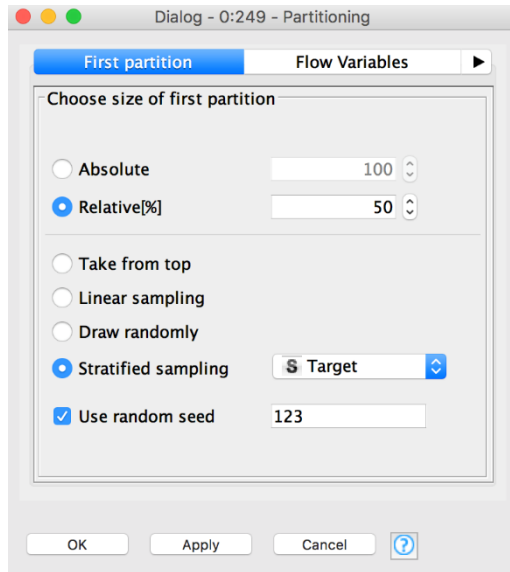 Dialog - 0:249 - Partitioning
First partition Flow Variables
Choose size of first partition
Absolute 100
Relative[%] 50
Take from top
Linear sampling
Draw randomly
Stratified sampling S Target
Use random seed 123
OK Apply Cancel ?